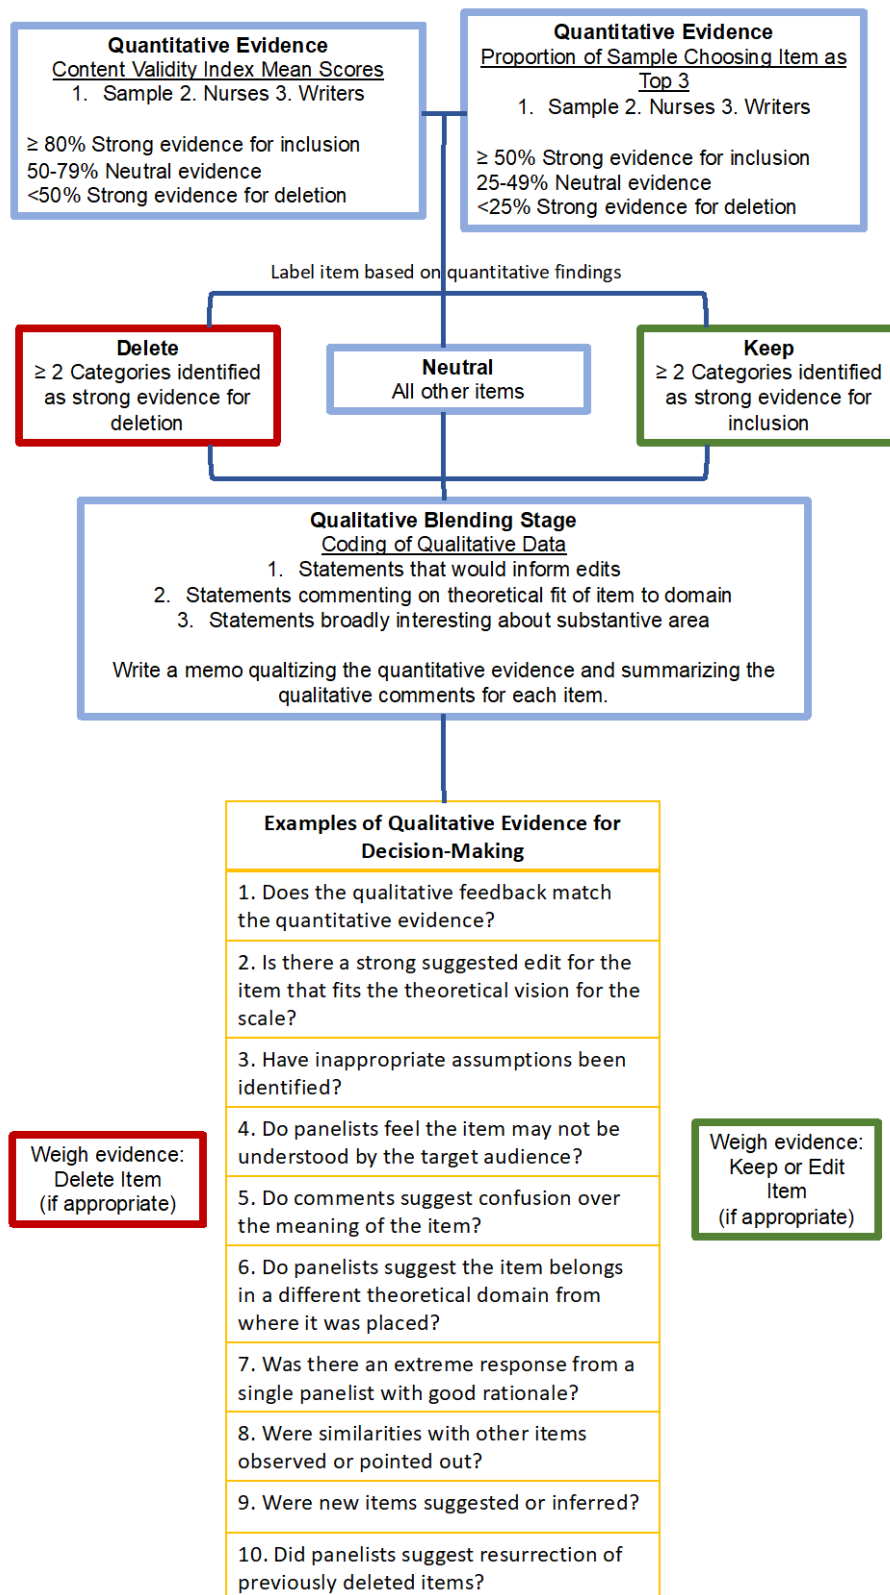 Quantitative Evidence
Content Validity Index Mean Scores
1. Sample 2. Nurses 3. Writers
≥ 80% Strong evidence for inclusion
50-79% Neutral evidence
<50% Strong evidence for deletion
Quantitative Evidence
Proportion of Sample Choosing Item as
Top 3
1. Sample 2. Nurses 3. Writers
≥ 50% Strong evidence for inclusion
25-49% Neutral evidence
<25% Strong evidence for deletion
Label item based on quantitative findings
Delete
≥ 2 Categories identified
as strong evidence for
deletion
Neutral
All other items
Keep
≥ 2 Categories identified
as strong evidence for
inclusion
Qualitative Blending Stage
Coding of Qualitative Data
1. Statements that would inform edits
2. Statements commenting on theoretical fit of item to domain
3. Statements broadly interesting about substantive area
Write a memo qualtizing the quantitative evidence and summarizing the
qualitative comments for each item.
Examples of Qualitative Evidence for
Decision-Making
1. Does the qualitative feedback match
the quantitative evidence?
2. Is there a strong suggested edit for the
item that fits the theoretical vision for the
scale?
3. Have inappropriate assumptions been
identified?
4. Do panelists feel the item may not be
understood by the target audience?
5. Do comments suggest confusion over
the meaning of the item?
6. Do panelists suggest the item belongs
in a different theoretical domain from
where it was placed?
7. Was there an extreme response from a
single panelist with good rationale?
8. Were similarities with other items
observed or pointed out?
9. Were new items suggested or inferred?
10. Did panelists suggest resurrection of
previously deleted items?
Weigh evidence:
Delete Item
(if appropriate)
Weigh evidence:
Keep or Edit
Item
(if appropriate)